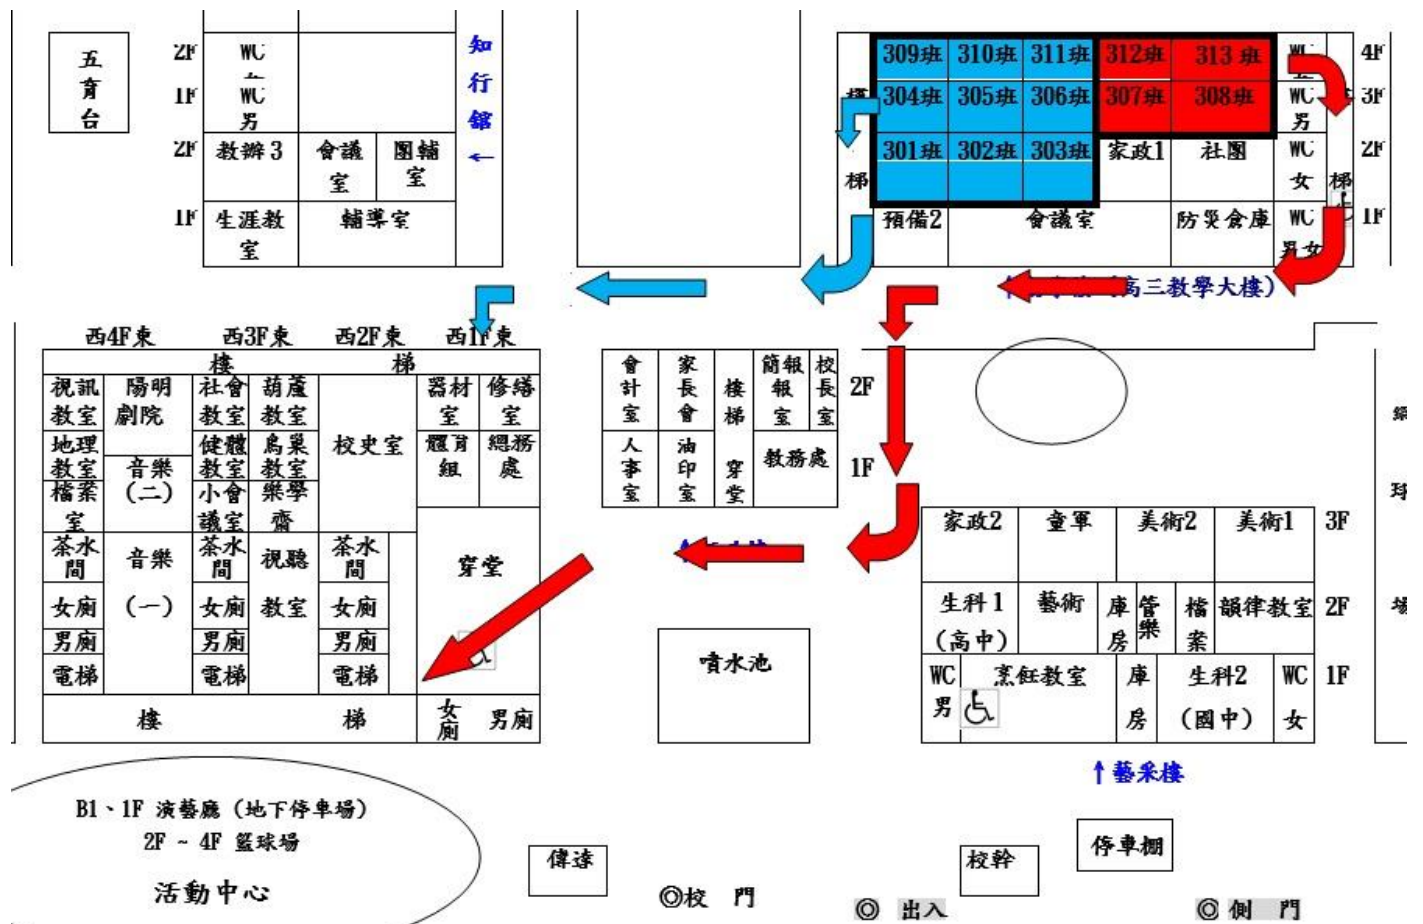 五育台
知行館
←
2F
WC
1F
WC
男
2F 教辦3 會議室 團輔室
1F 生涯教室 輔導室
309班 310班 311班 312班 313班 4F
304班 305班 306班 307班 308班 WC 男 3F
301班 302班 303班 家政1 社團 WC 女 2F
梯
梯
預備2 會議室 防災倉庫 WC 男女 1F
高三教學大樓)
西4F東 西3F東 西2F東 西1F東
樓 梯
視訊教室 陽明劇院 社會教室 葫蘆教室 校史室 器材室 修繕室
地理教室 音樂(二) 健體教室 鳥巢教室 體育組 總務處
檔案室 小會議室 樂學齋
茶水間 音樂(一) 茶水間 視聽教室 茶水間 穿堂
女廁 女廁 女廁
男廁 男廁 男廁
電梯 電梯 電梯
樓 梯 女廁 男廁
會計室 家長會 樓梯 簡報室 校長室 2F
報
人事室 油印室 穿堂 教務處 1F
噴水池
家政2 童軍 美術2 美術1 3F
生科1(高中) 藝術 庫房 管樂 檔案 韻律教室 2F
WC男 烹飪教室 庫房 生科2(國中) WC女 1F
↑藝采樓
球
場
B1、1F 演藝廳 (地下停車場)
2F ~ 4F 籃球場
活動中心
偉達
◎校 門
校幹
停車棚
◎ 出入
◎ 側 門